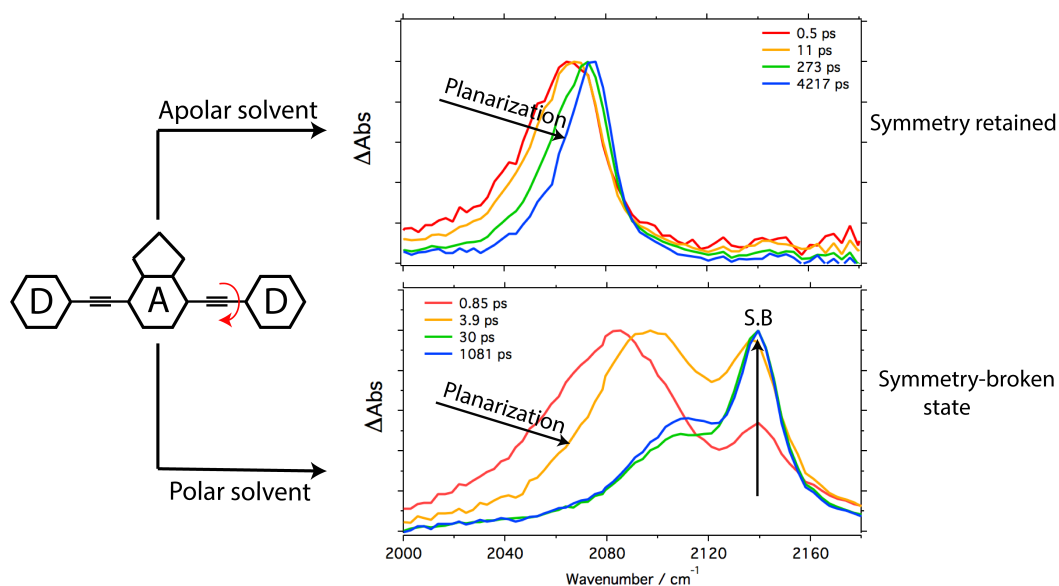 Apolar solvent
D
A
D
Polar solvent
ΔAbs
Planarization
0.5 ps
11 ps
273 ps
4217 ps
Symmetry retained
ΔAbs
0.85 ps
3.9 ps
30 ps
1081 ps
Planarization
S.B
Symmetry-broken
state
2000 2040 2080 2120 2160
Wavenumber / cm-1